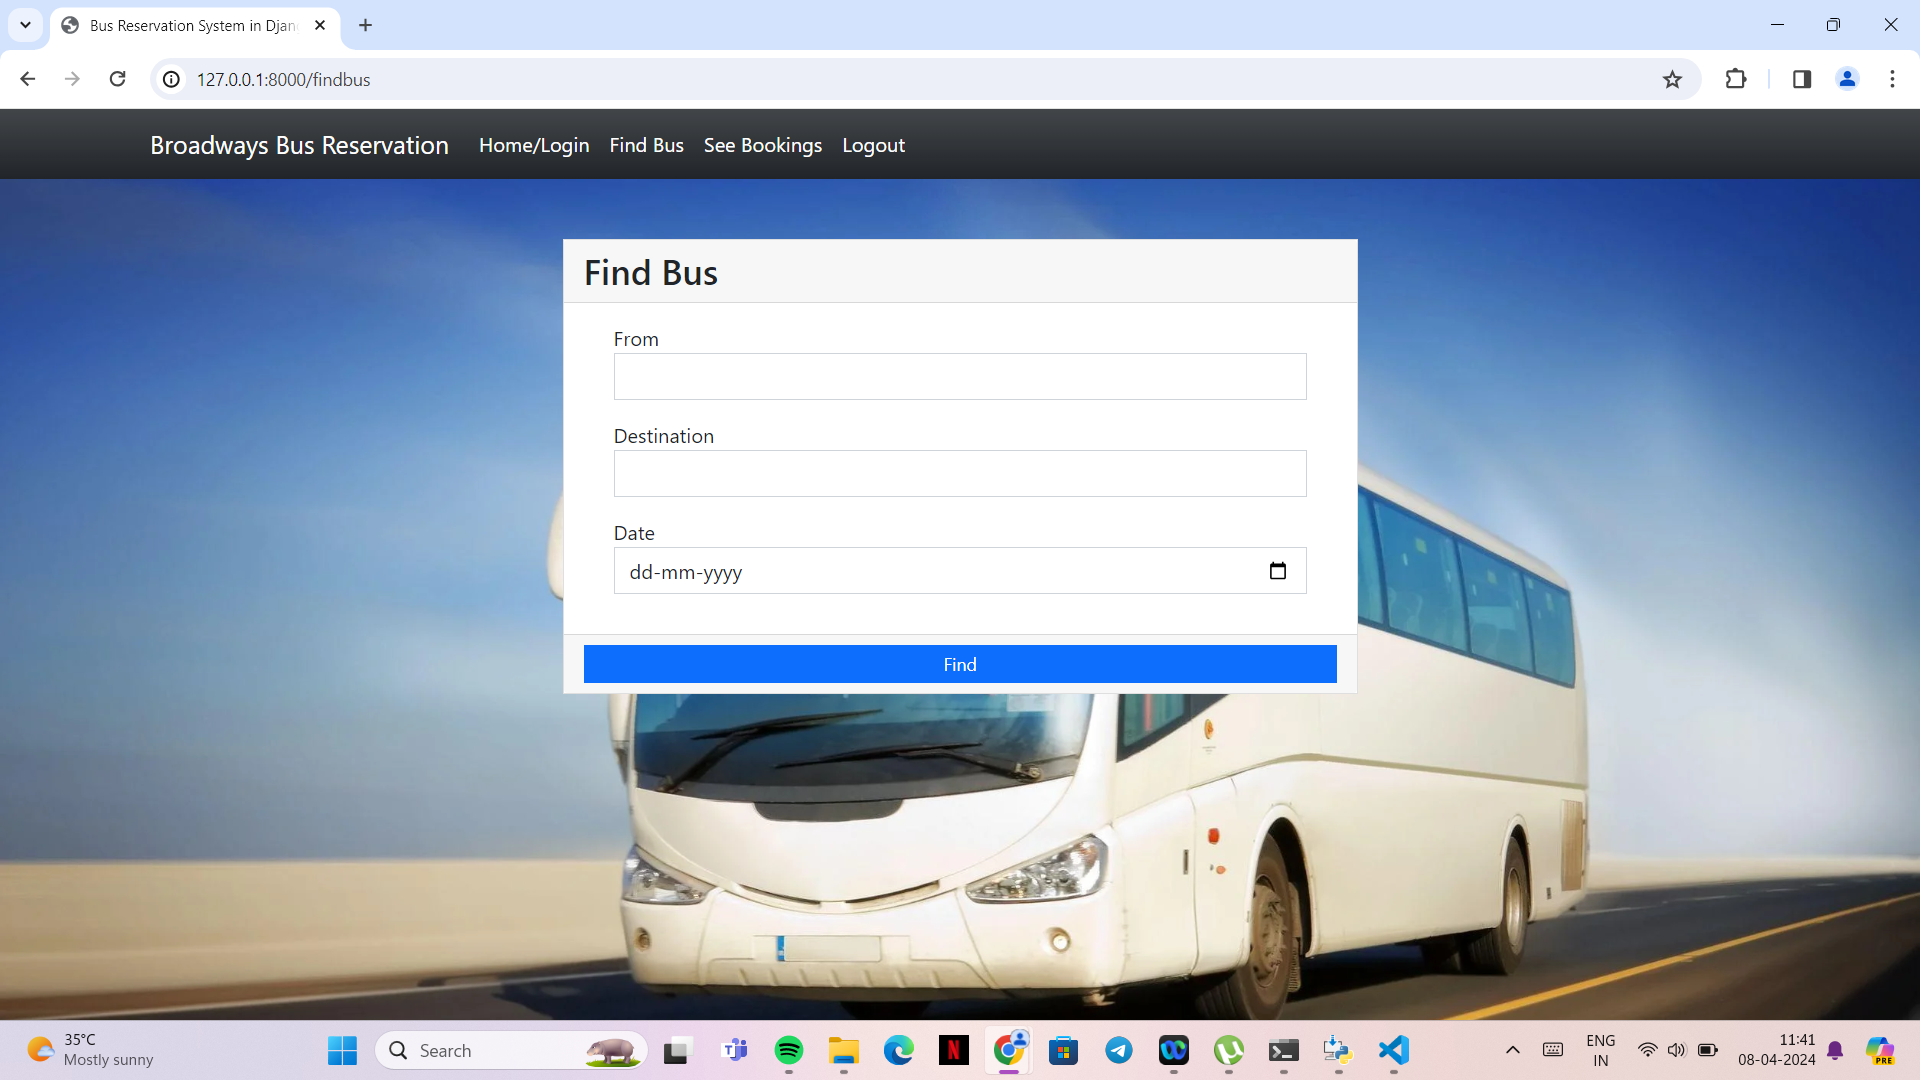 Bus Reservation System in Djan
127.0.0.1:8000/findbus
Broadways Bus Reservation Home/Login Find Bus See Bookings Logout
Find Bus
From
Destination
Date
dd-mm-yyyy
Find
35°C
Mostly sunny
Search
ENG
IN
11:41
08-04-2024
PRE